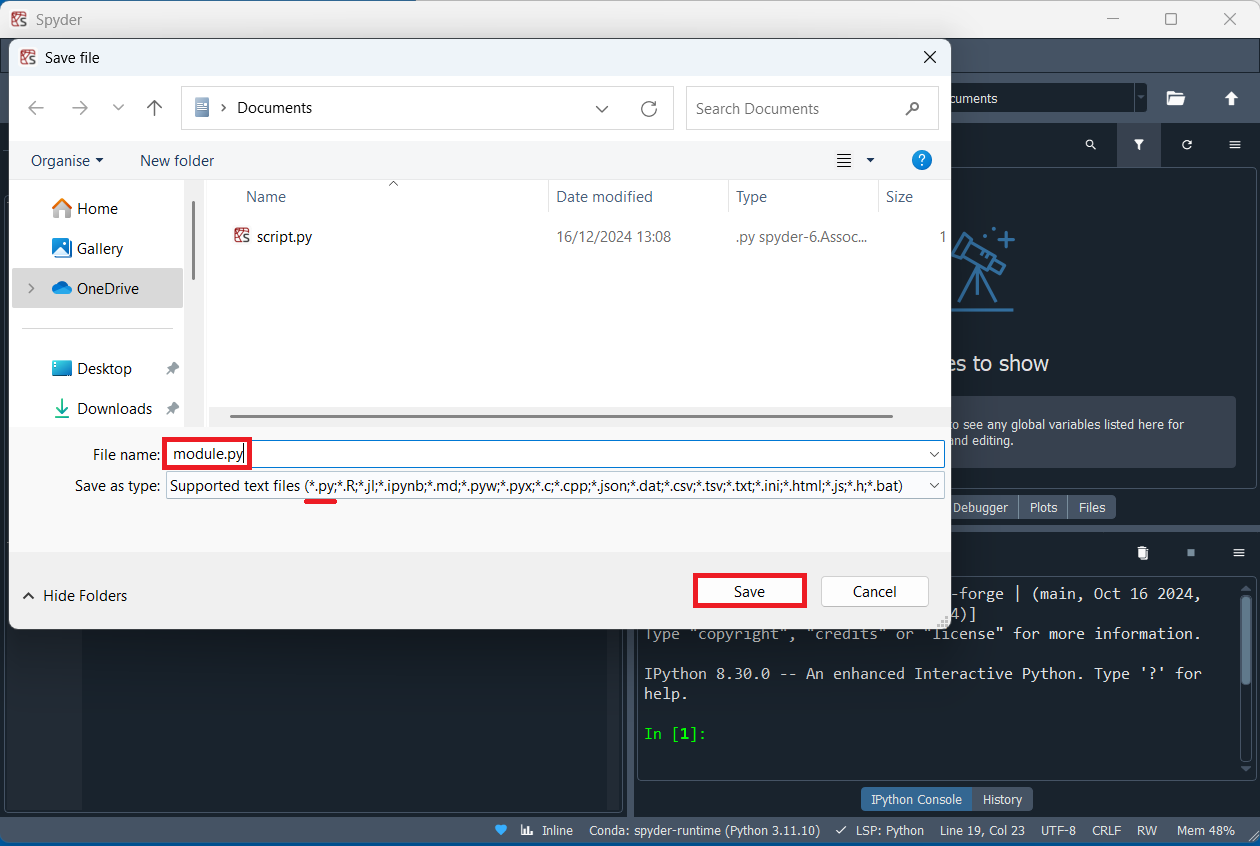 Spyder
Save file
Documents
Search Documents
cuments
Organise
New folder
?
Name
Date modified
Type
Size
Home
script.py
16/12/2024 13:08
.py spyder-6.Assoc...
1
Gallery
OneDrive
Desktop
Downloads
es to show
to see any global variables listed here for
and editing.
File name: module.py
Save as type: Supported text files (*.py;*.R;*.jl;*.ipynb;*.md;*.pyw;*.pyx;*.c;*.cpp;*.json;*.dat;*.csv;*.tsv;*.txt;*.ini;*.html;*.js;*.h;*.bat)
Debugger
Plots
Files
Hide Folders
Save
Cancel
-forge | (main, Oct 16 2024,
4)]
Type "copyright", "credits" or "license" for more information.
IPython 8.30.0 -- An enhanced Interactive Python. Type '?' for
help.
In [1]:
IPython Console
History
Inline
Conda: spyder-runtime (Python 3.11.10)
LSP: Python
Line 19, Col 23
UTF-8
CRLF
RW
Mem 48%